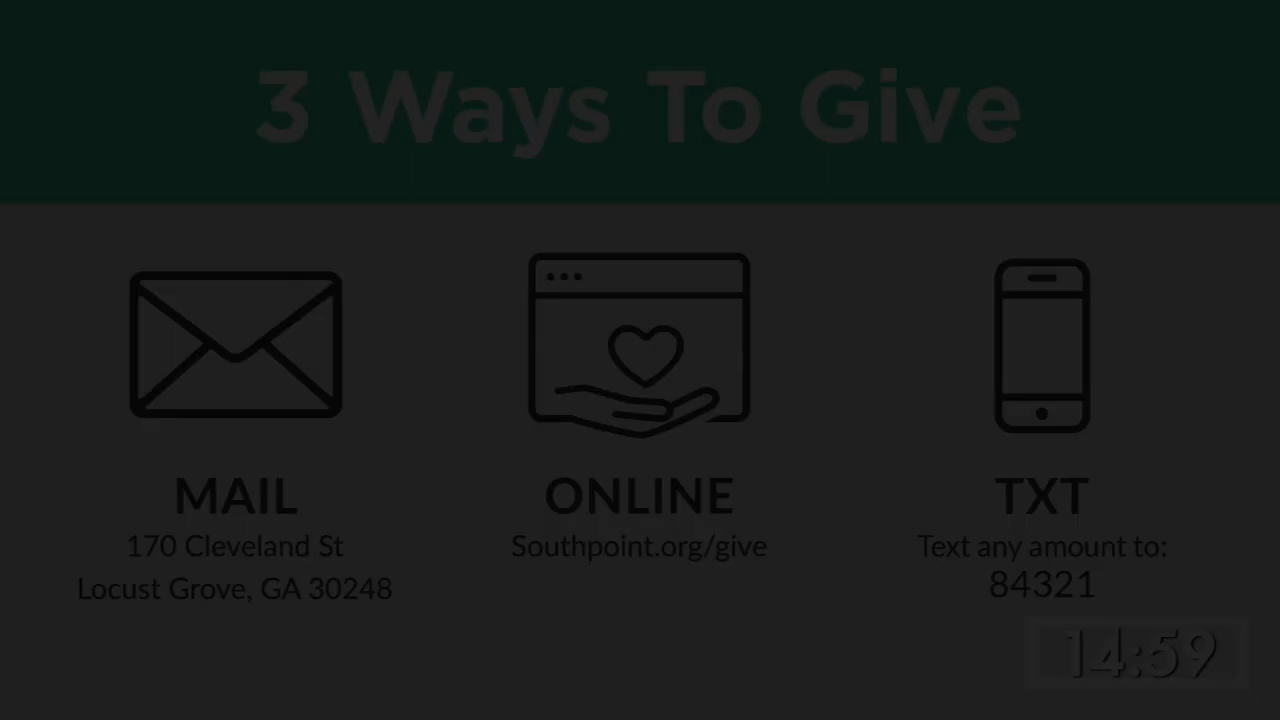 3 Ways To Give
MAIL
170 Cleveland St
Locust Grove, GA 30248
ONLINE
Southpoint.org/give
TXT
Text any amount to:
84321
14:59